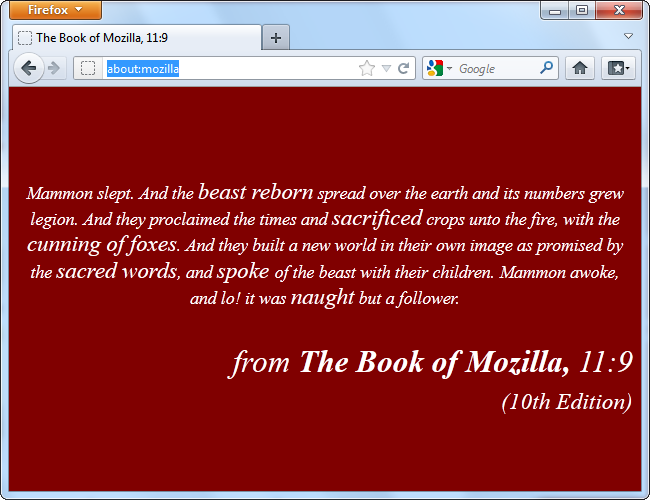 Firefox
The Book of Mozilla, 11:9
about:mozilla
Google
Mammon slept. And the beast reborn spread over the earth and its numbers grew
legion. And they proclaimed the times and sacrificed crops unto the fire, with the
cunning of foxes. And they built a new world in their own image as promised by
the sacred words, and spoke of the beast with their children. Mammon awoke,
and lo! it was naught but a follower.
from The Book of Mozilla, 11:9
(10th Edition)